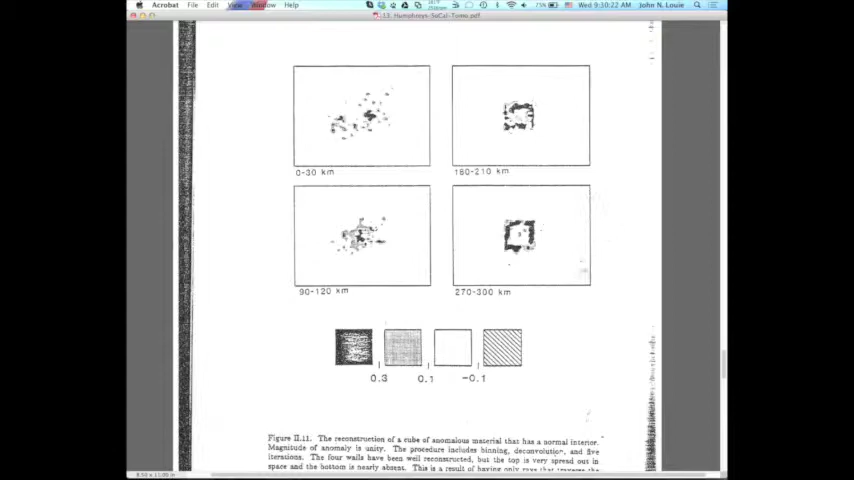 Acrobat File Edit View Window Help
75% Wed 9:30:22 AM John N. Louie
13. Humphreys-SoCal-Tomo.pdf
0-30 km
180-210 km
90-120 km
270-300 km
0.3 0.1 -0.1
Figure II.11. The reconstruction of a cube of anomalous material that has a normal interior.
Magnitude of anomaly is unity. The procedure includes binning, deconvolution, and five
iterations. The four walls have been well reconstructed, but the top is very spread out in
space and the bottom is nearly absent. This is a result of having only rays that traverse the